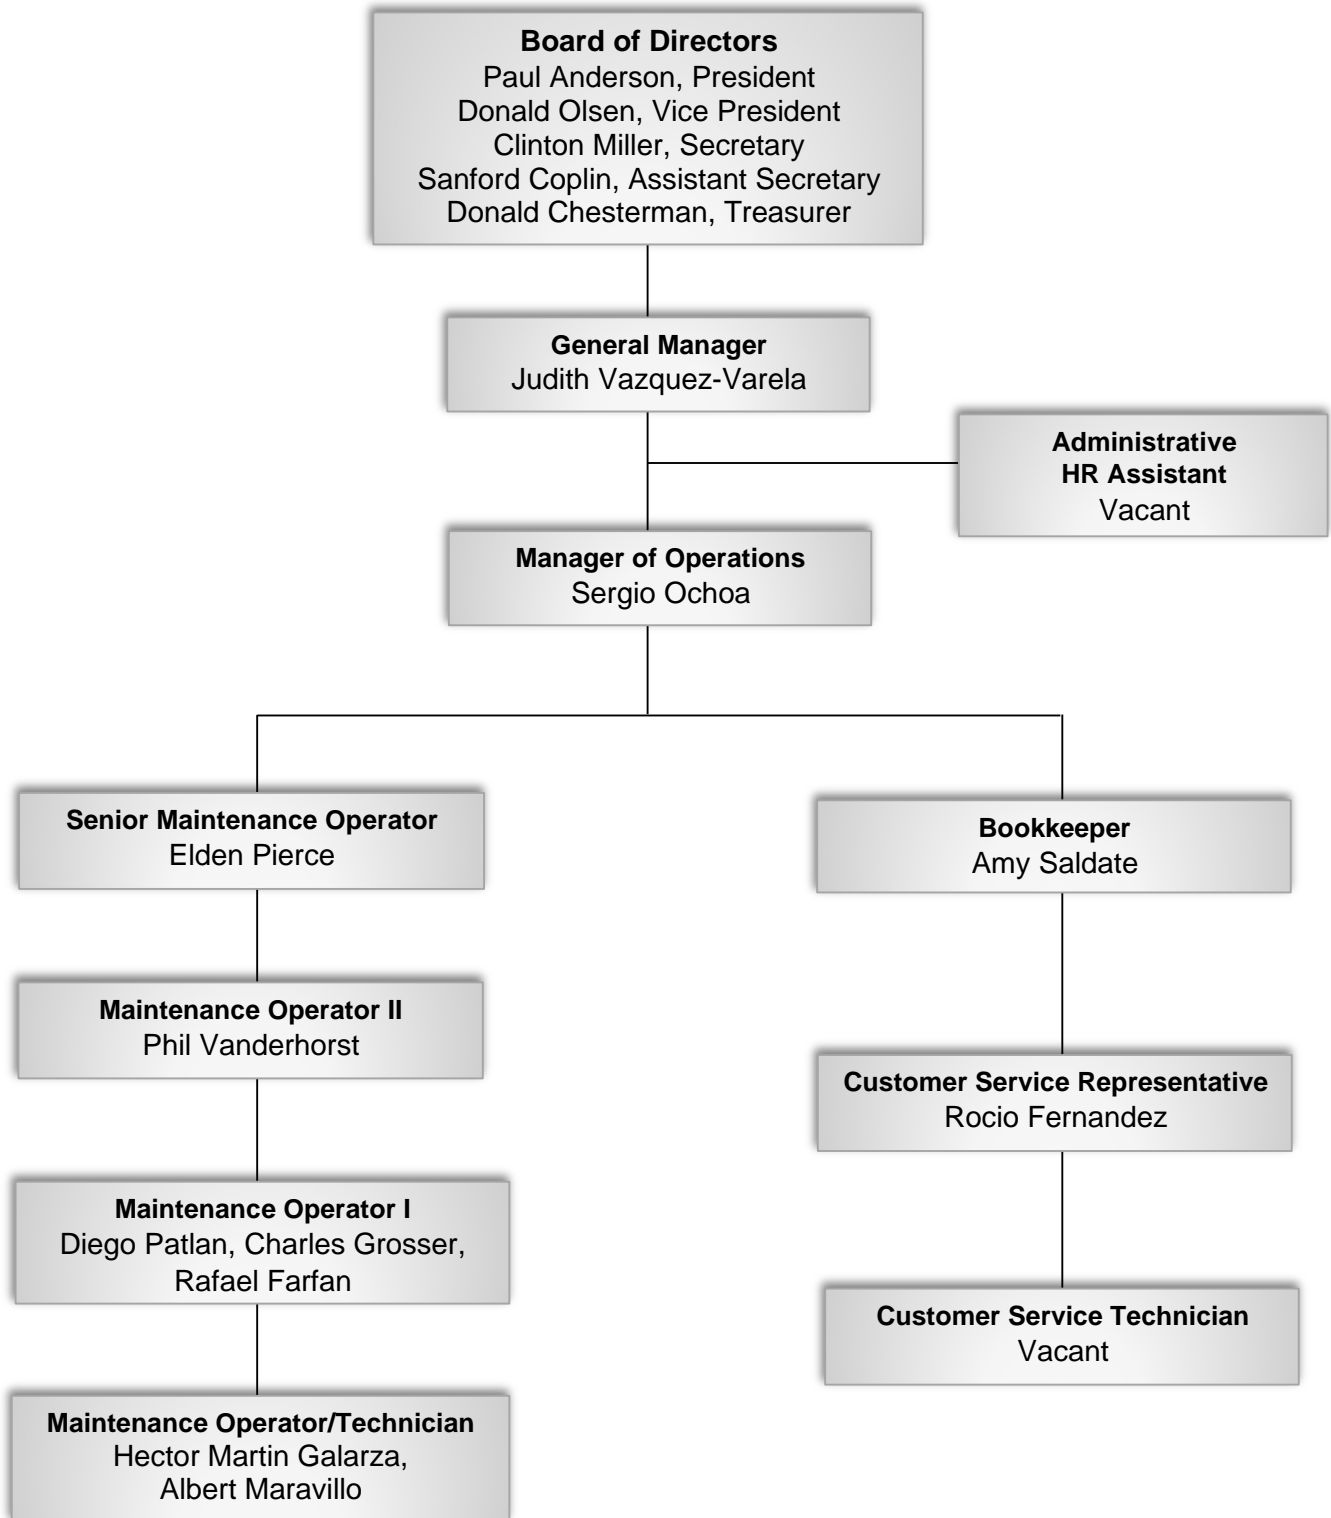 Board of Directors
Paul Anderson, President
Donald Olsen, Vice President
Clinton Miller, Secretary
Sanford Coplin, Assistant Secretary
Donald Chesterman, Treasurer
General Manager
Judith Vazquez-Varela
Administrative
HR Assistant
Vacant
Manager of Operations
Sergio Ochoa
Senior Maintenance Operator
Elden Pierce
Bookkeeper
Amy Saldate
Maintenance Operator II
Phil Vanderhorst
Customer Service Representative
Rocio Fernandez
Maintenance Operator I
Diego Patlan, Charles Grosser,
Rafael Farfan
Customer Service Technician
Vacant
Maintenance Operator/Technician
Hector Martin Galarza,
Albert Maravillo